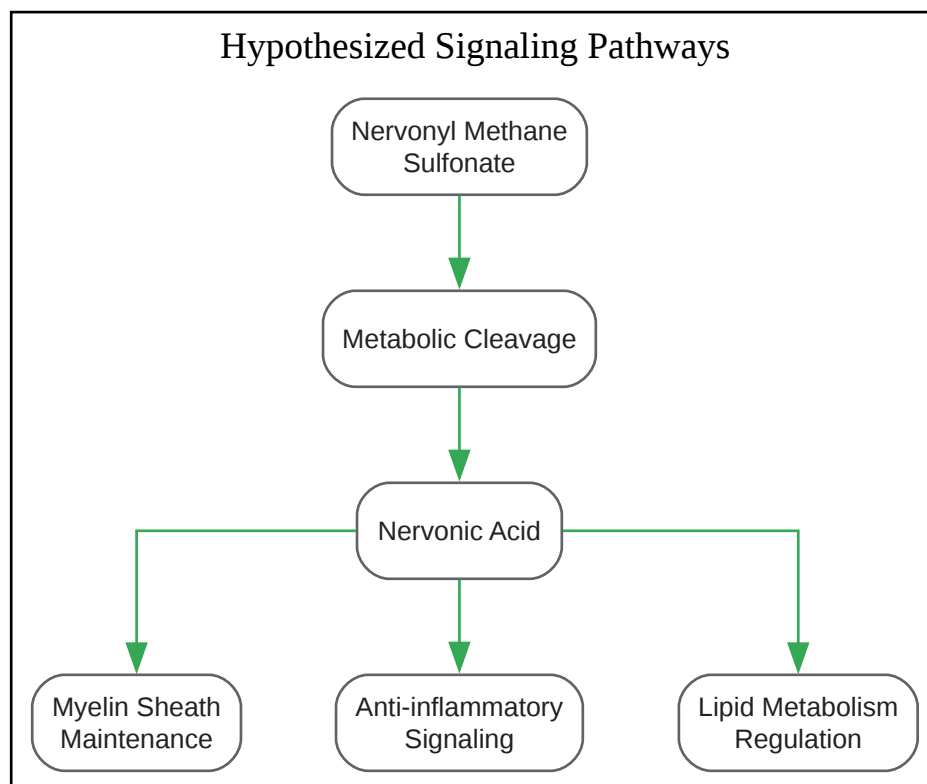 Hypothesized Signaling Pathways
Nervonyl Methane
Sulfonate
Metabolic Cleavage
Nervonic Acid
Myelin Sheath
Maintenance
Anti-inflammatory
Signaling
Lipid Metabolism
Regulation